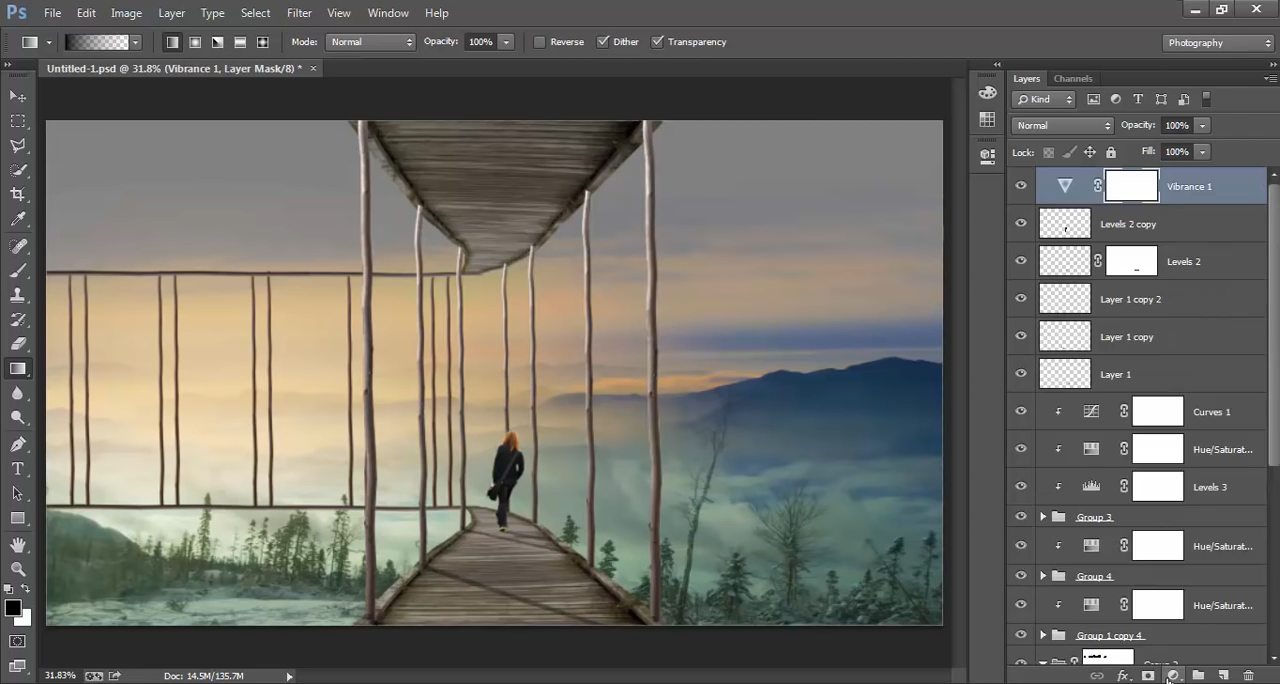 Ps File Edit Image Layer Type Select Filter View Window Help
Mode: Normal Opacity: 100% Reverse Dither Transparency Photography
Untitled-1.psd @ 31.8% (Vibrance 1, Layer Mask/8) * ×
Layers Channels
Kind
Normal Opacity: 100%
Lock: Fill: 100%
Vibrance 1
Levels 2 copy
Levels 2
Layer 1 copy 2
Layer 1 copy
Layer 1
Curves 1
Hue/Saturat...
Levels 3
Group 3
Hue/Saturat...
Group 4
Hue/Saturat...
Group 1 copy 4
31.83% Doc: 14.5M/135.7M
fx